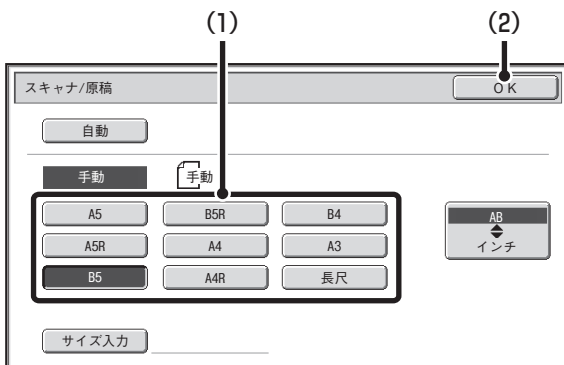 (1) (2)
スキャナ/原稿 OK
自動
手動 手動
A5 B5R B4 AB
A5R A4 A3 インチ
B5 A4R 長尺
サイズ入力